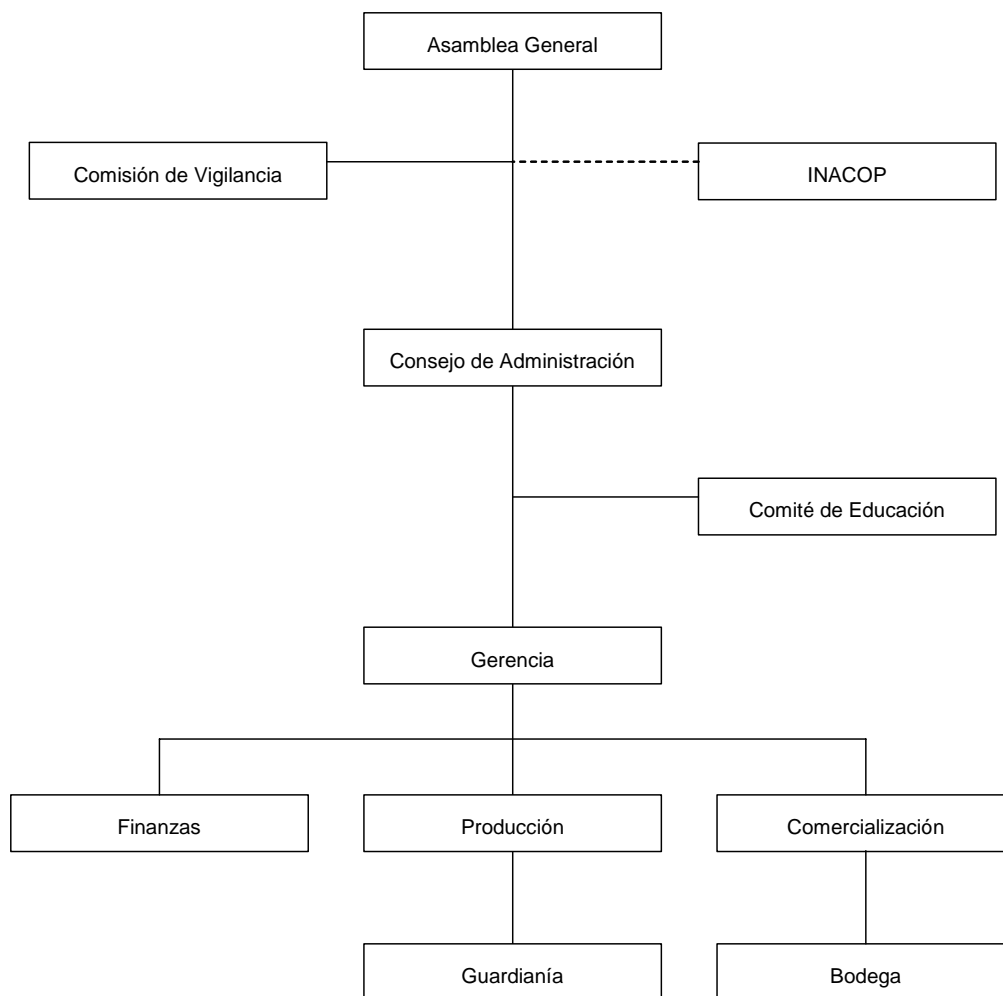 Asamblea General
Comisión de Vigilancia
INACOP
Consejo de Administración
Comité de Educación
Gerencia
Finanzas
Producción
Comercialización
Guardianía
Bodega